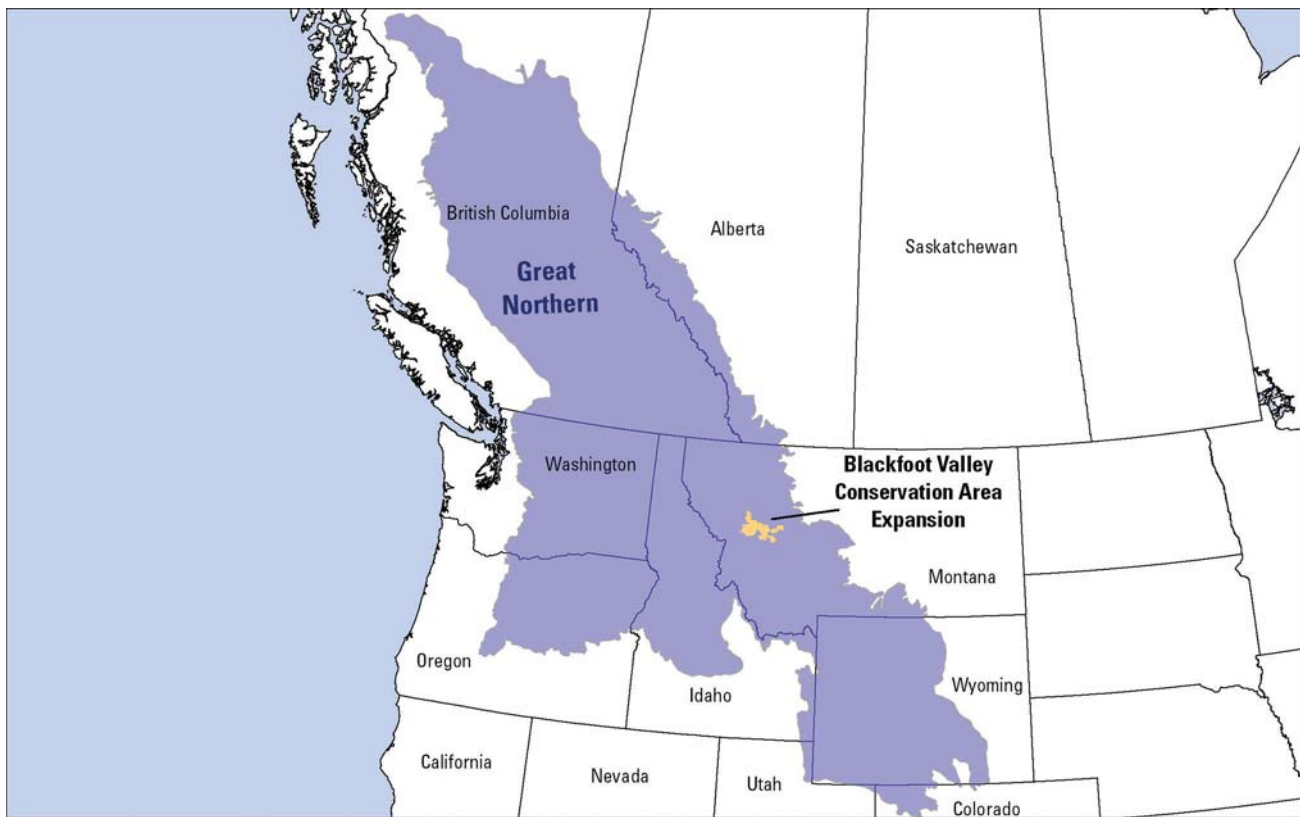 British Columbia
Alberta
Saskatchewan
Great
Northern
Washington
Blackfoot Valley
Conservation Area
Expansion
Montana
Oregon
Idaho
Wyoming
California
Nevada
Utah
Colorado